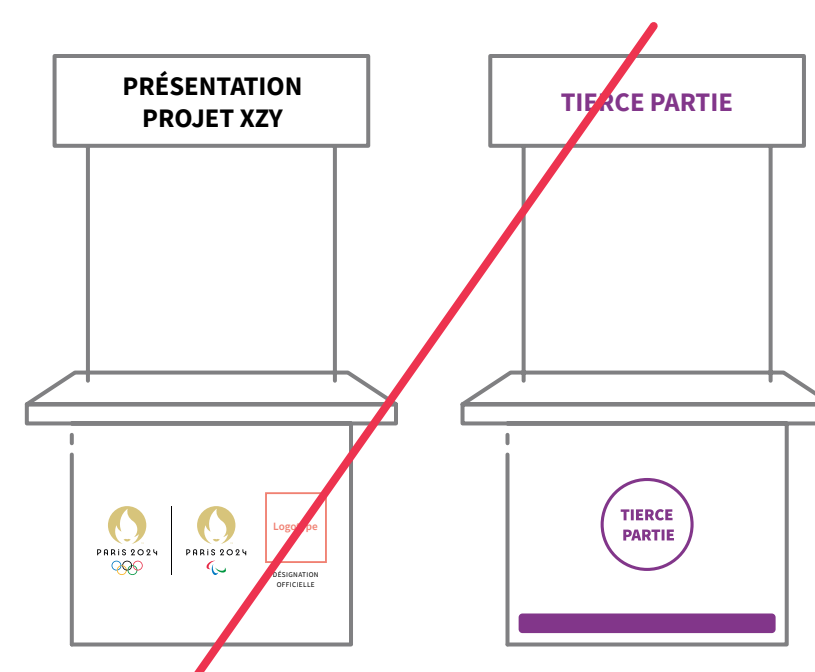 PRÉSENTATION
PROJET XZY
TIERCE PARTIE
PARIS 2024
PARIS 2024
Logotype
DÉSIGNATION
OFFICIELLE
TIERCE
PARTIE